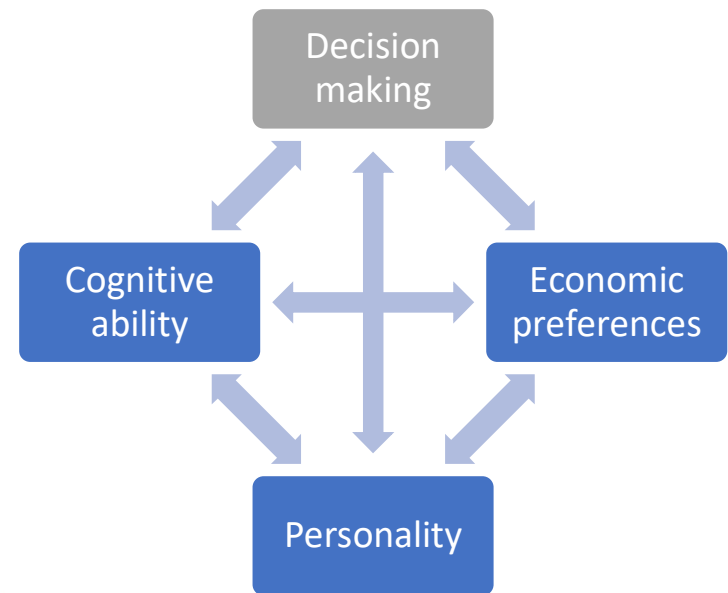 Decision
making
Cognitive
ability
Economic
preferences
Personality